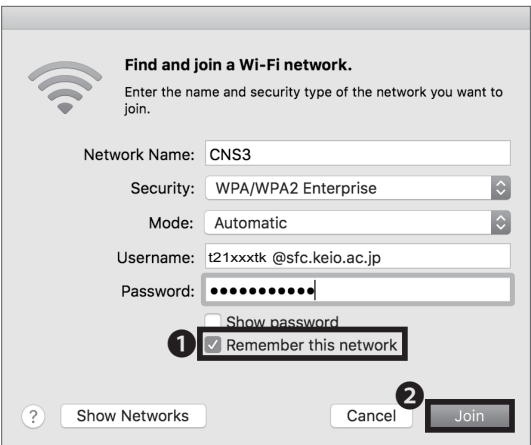 Find and join a Wi-Fi network.
Enter the name and security type of the network you want to
join.
Network Name: CNS3
Security: WPA/WPA2 Enterprise
Mode: Automatic
Username: t21xxxtk @sfc.keio.ac.jp
Password: •••••••••••
Show password
1 Remember this network
2
? Show Networks Cancel Join